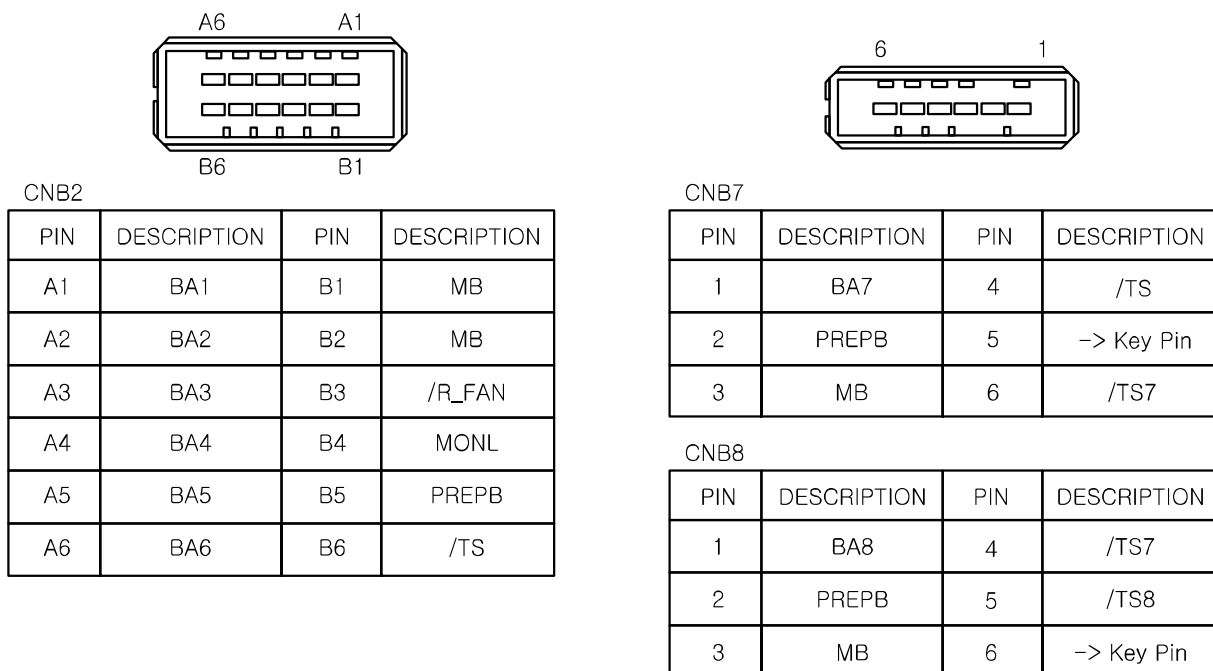 A6 A1
B6 B1
CNB2
PIN DESCRIPTION PIN DESCRIPTION
A1 BA1 B1 MB
A2 BA2 B2 MB
A3 BA3 B3 /R_FAN
A4 BA4 B4 MONL
A5 BA5 B5 PREPB
A6 BA6 B6 /TS
6 1
CNB7
PIN DESCRIPTION PIN DESCRIPTION
1 BA7 4 /TS
2 PREPB 5 -> Key Pin
3 MB 6 /TS7
CNB8
PIN DESCRIPTION PIN DESCRIPTION
1 BA8 4 /TS7
2 PREPB 5 /TS8
3 MB 6 -> Key Pin